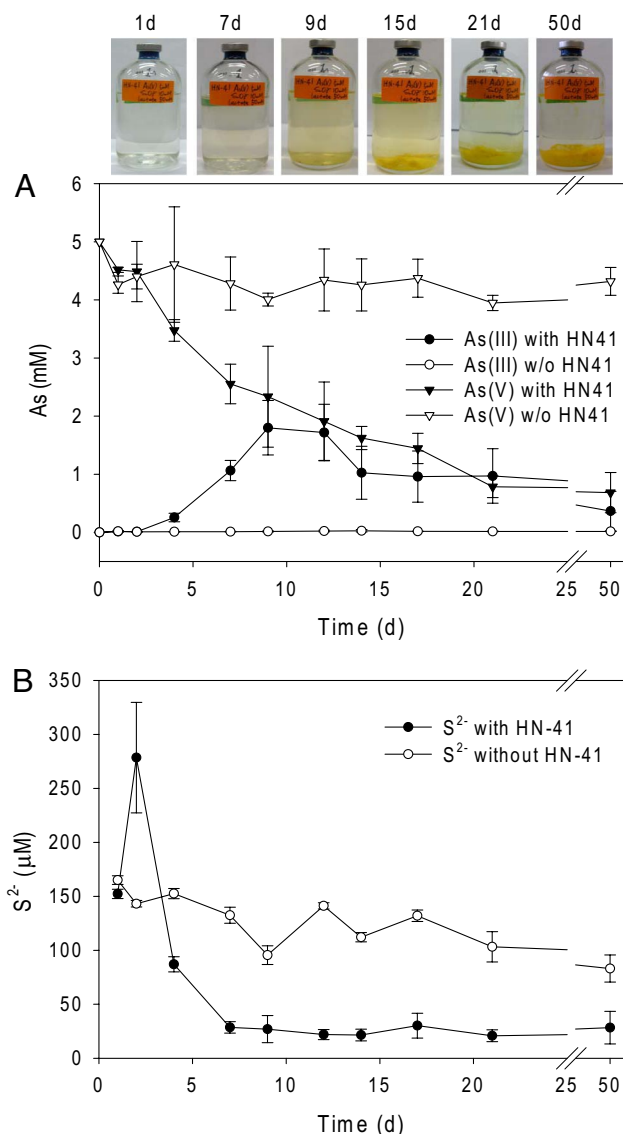 1d 7d 9d 15d 21d 50d
A
6
5
4
3
2
1
0
As (mM)
As(III) with HN41
As(III) w/o HN41
As(V) with HN41
As(V) w/o HN41
0 5 10 15 20 25 50
Time (d)
B
350
300
250
200
150
100
50
0
S²⁻ (μM)
S²⁻ with HN-41
S²⁻ without HN-41
0 5 10 15 20 25 50
Time (d)